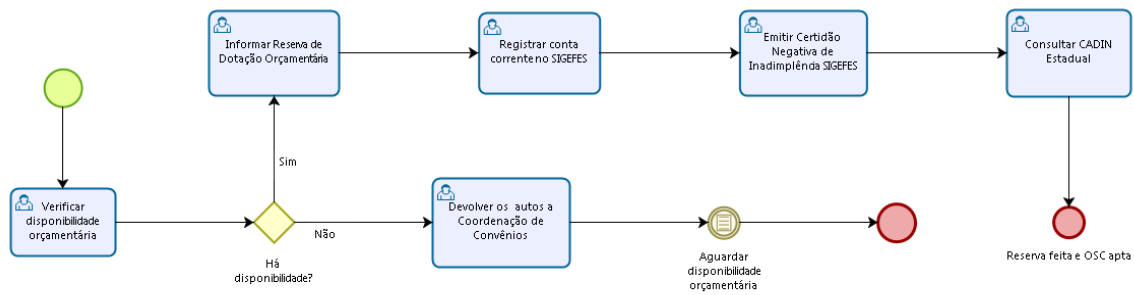 Informar Reserva de
Dotação Orçamentária
Registrar conta
corrente no SIGEFES
Emitir Certidão
Negativa de
Inadimplênda SIGEFES
Consultar CADIN
Estadual
Sim
Verificar
disponibilidade
orçamentária
Há
disponibilidade?
Não
Devolver os autos a
Coordenação de
Convênios
Aguardar
disponibilidade
orçamentária
Reserva feita e OSC apta